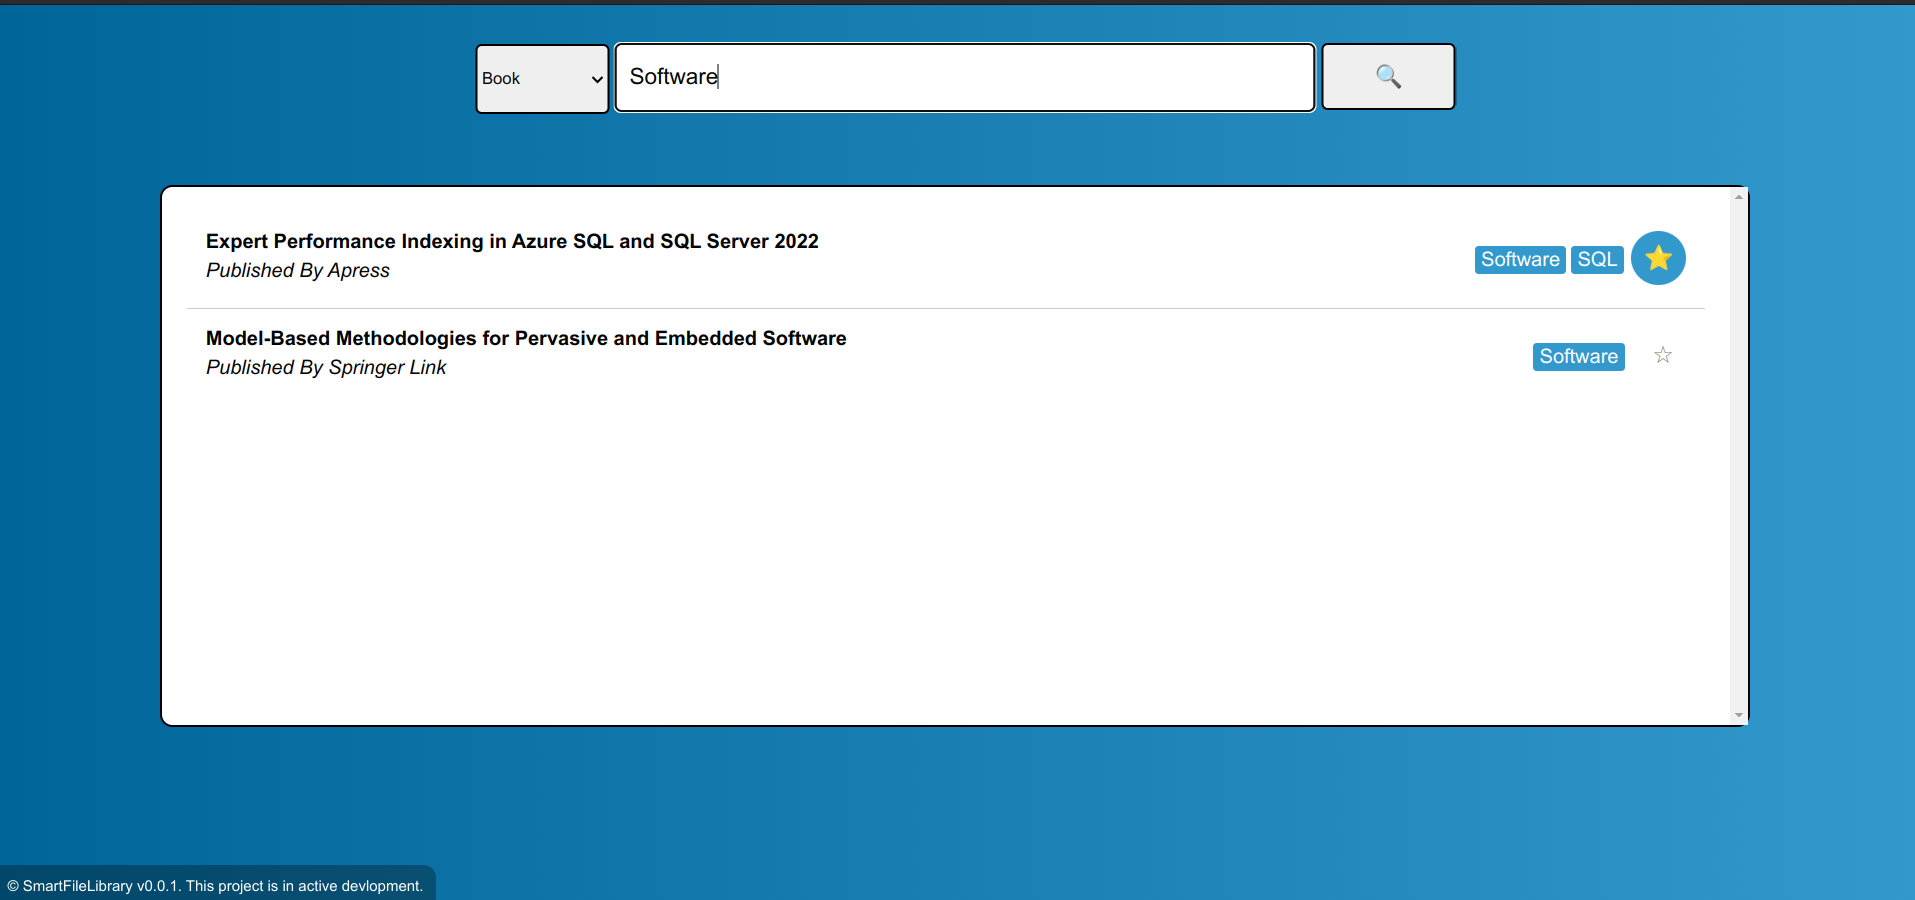 Book
Software
Expert Performance Indexing in Azure SQL and SQL Server 2022
Published By Apress
Software SQL
Model-Based Methodologies for Pervasive and Embedded Software
Published By Springer Link
Software
© SmartFileLibrary v0.0.1. This project is in active devlopment.